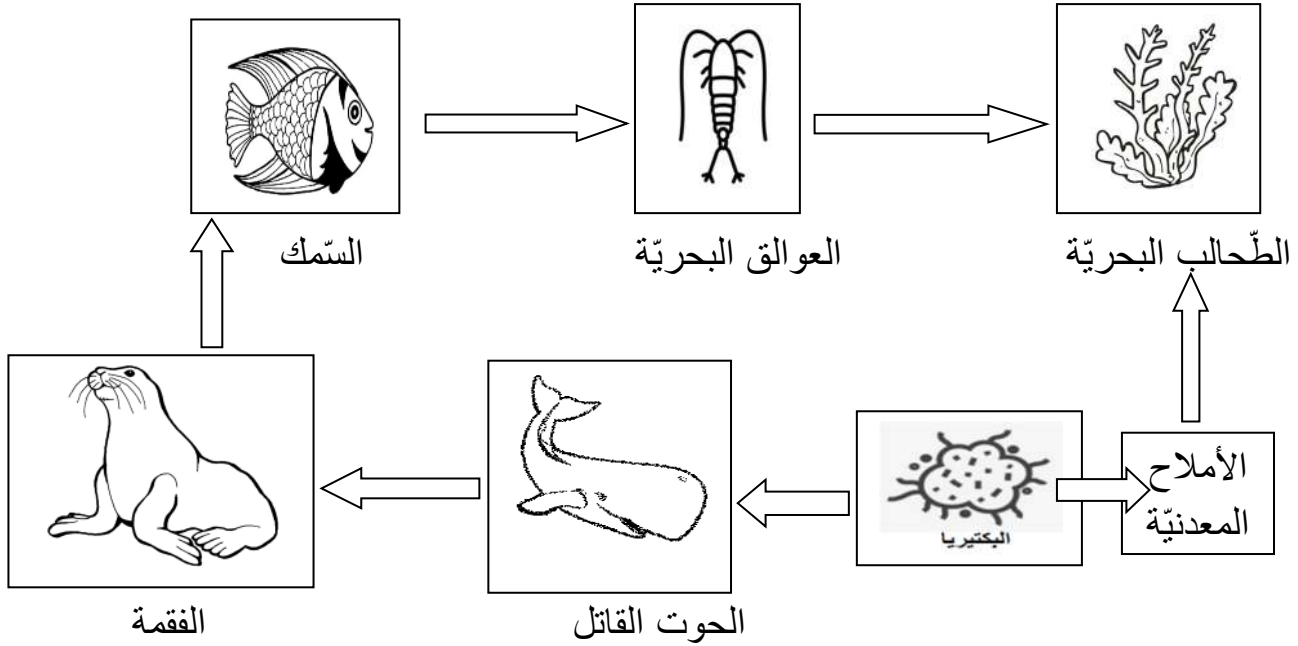 الطّحالب البحريّة
العوالق البحريّة
السّمك
الأملاح
المعدنيّة
البكتيريا
الحوت القاتل
الفقمة